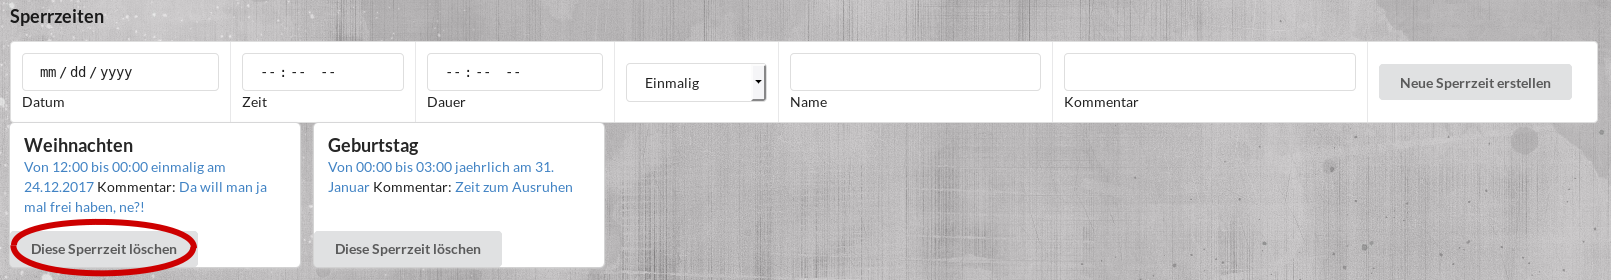 Sperrzeiten
mm / dd / yyyy
-- : -- --
-- : -- --
Einmalig
Neue Sperrzeit erstellen
Datum
Zeit
Dauer
Name
Kommentar
Weihnachten
Von 12:00 bis 00:00 einmalig am
24.12.2017 Kommentar: Da will man ja
mal frei haben, ne?!
Diese Sperrzeit löschen
Geburtstag
Von 00:00 bis 03:00 jaehrlich am 31.
Januar Kommentar: Zeit zum Ausruhen
Diese Sperrzeit löschen